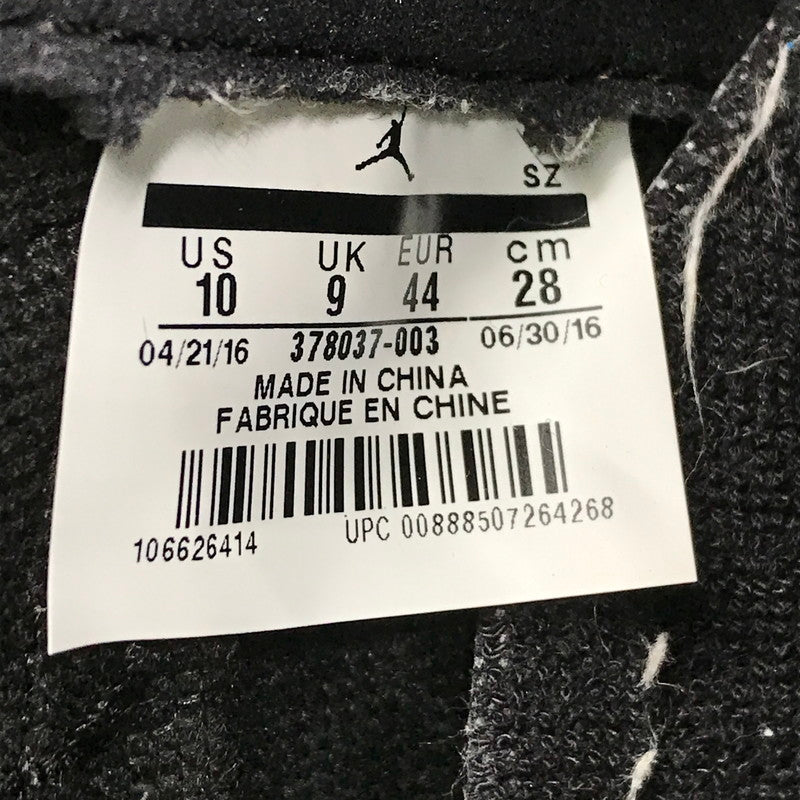 SZ
US UK EUR cm
10 9 44 28
04/21/16 378037-003 06/30/16
MADE IN CHINA
FABRIQUE EN CHINE
106626414 UPC 00888507264268